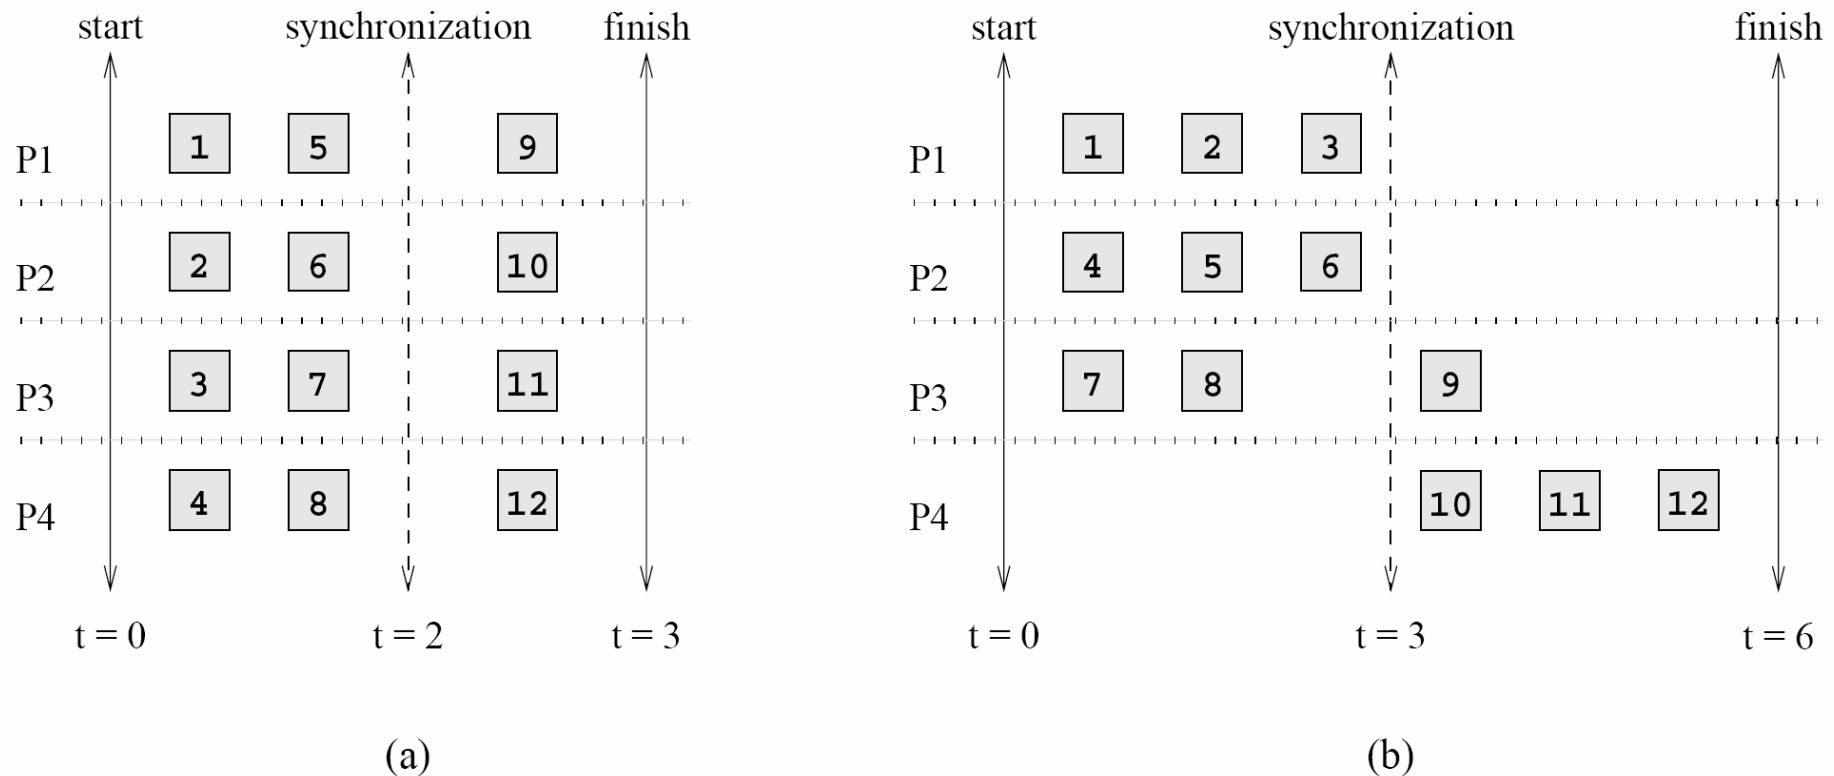 start synchronization finish
P1 1 5 9
P2 2 6 10
P3 3 7 11
P4 4 8 12
t = 0 t = 2 t = 3
(a)
start synchronization finish
P1 1 2 3
P2 4 5 6
P3 7 8 9
P4 10 11 12
t = 0 t = 3 t = 6
(b)